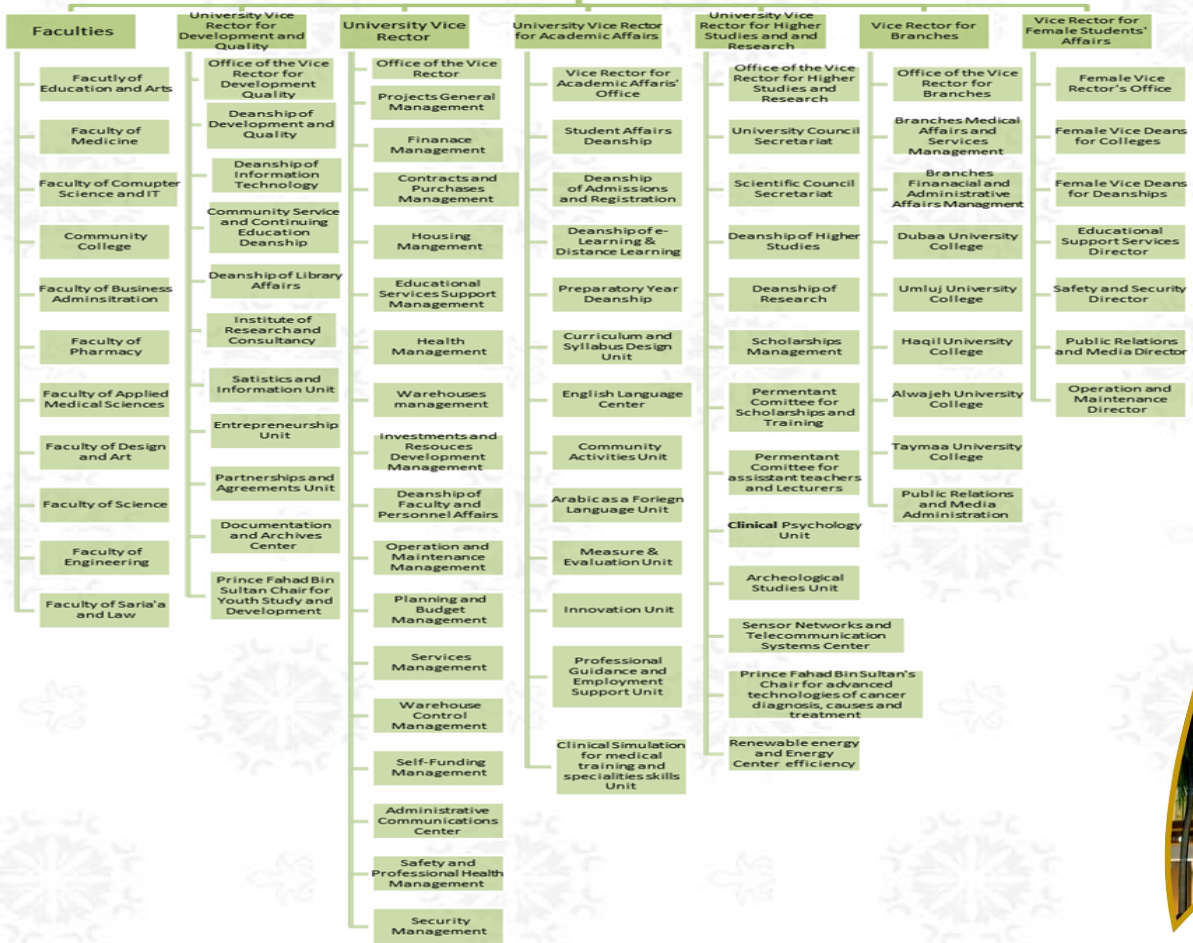 Faculties
Facutly of
Education and Arts
Faculty of
Medicine
Faculty of Comupter
Science and IT
Community
College
Faculty of Business
Adminsitration
Faculty of
Pharmacy
Faculty of Applied
Medical Sciences
Faculty of Design
and Art
Faculty of Science
Faculty of
Engineering
Faculty of Saria'a
and Law
University Vice
Rector for
Development and
Quality
Office of the Vice
Rector for
Development
Quality
Deanship of
Development and
Quality
Deanship of
Information
Technology
Community Service
and Continuing
Education
Deanship
Deanship of Library
Affairs
Institute of
Research and
Consultancy
Satistics and
Information Unit
Entrepreneurship
Unit
Partnerships and
Agreements Unit
Documentation
and Archives
Center
Prince Fahad Bin
Sultan Chair for
Youth Study and
Development
University Vice
Rector
Office of the Vice
Rector
Projects General
Management
Finanace
Management
Contracts and
Purchases
Management
Housing
Mangement
Educational
Services Support
Management
Health
Management
Warehouses
management
Investments and
Resouces
Development
Management
Deanship of
Faculty and
Personnel Affairs
Operation and
Maintenance
Management
Planning and
Budget
Management
Services
Management
Warehouse
Control
Management
Self-Funding
Management
Administrative
Communications
Center
Safety and
Professional Health
Management
Security
Management
University Vice Rector
for Academic Affairs
Vice Rector for
Academic Affaris'
Office
Student Affairs
Deanship
Deanship
of Admissions
and Registration
Deanship of e-
Learning &
Distance Learning
Preparatory Year
Deanship
Curriculum and
Syllabus Design
Unit
English Language
Center
Community
Activities Unit
Arabic as a Foriegn
Language Unit
Measure &
Evaluation Unit
Innovation Unit
Professional
Guidance and
Employment
Support Unit
Clinical Simulation
for medical
training and
specialities skills
Unit
University Vice
Rector for Higher
Studies and and
Research
Office of the Vice
Rector for Higher
Studies and
Research
University Council
Secretariat
Scientific Council
Secretariat
Deanship of Higher
Studies
Deanship of
Research
Scholarships
Management
Permentant
Comittee for
Scholarships and
Training
Permentant
Comittee for
assisstant teachers
and Lecturers
Clinical Psychology
Unit
Archeological
Studies Unit
Sensor Networks and
Telecommunication
Systems Center
Prince Fahad Bin Sultan's
Chair for advanced
technologies of cancer
diagnosis, causes and
treatment
Renewable energy
and Energy
Center efficiency
Vice Rector for
Branches
Office of the Vice
Rector for
Branches
Branches Medical
Affairs and
Services
Management
Branches
Finanacial and
Administrative
Affairs Managment
Dubaa University
College
Umluj University
College
Haqil University
College
Alwajeh University
College
Taymaa University
College
Public Relations
and Media
Administration
Vice Rector for
Female Students'
Affairs
Female Vice
Rector's Office
Female Vice Deans
for Colleges
Female Vice Deans
for Deanships
Educational
Support Services
Director
Safety and Security
Director
Public Relations
and Media Director
Operation and
Maintenance
Director